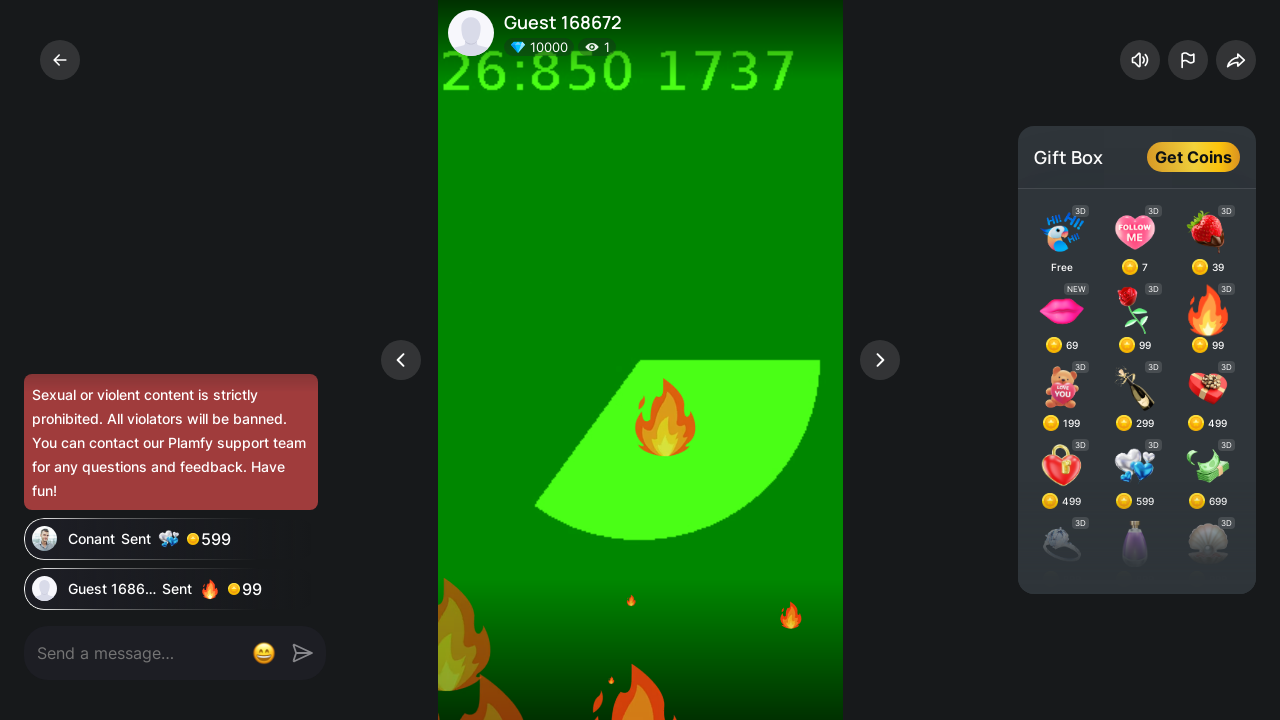 Guest 168672
10000
1
26:850 1737
Sexual or violent content is strictly
prohibited. All violators will be banned.
You can contact our Plamfy support team
for any questions and feedback. Have
fun!
Conant Sent 599
Guest 1686... Sent 99
Send a message...
Gift Box
Get Coins
3D
3D
3D
Hi! Hi! Hi!
FOLLOW
ME
Free
7
39
NEW
3D
3D
69
99
99
3D
3D
3D
LOVE
YOU
199
299
499
3D
3D
3D
499
599
699
3D
3D